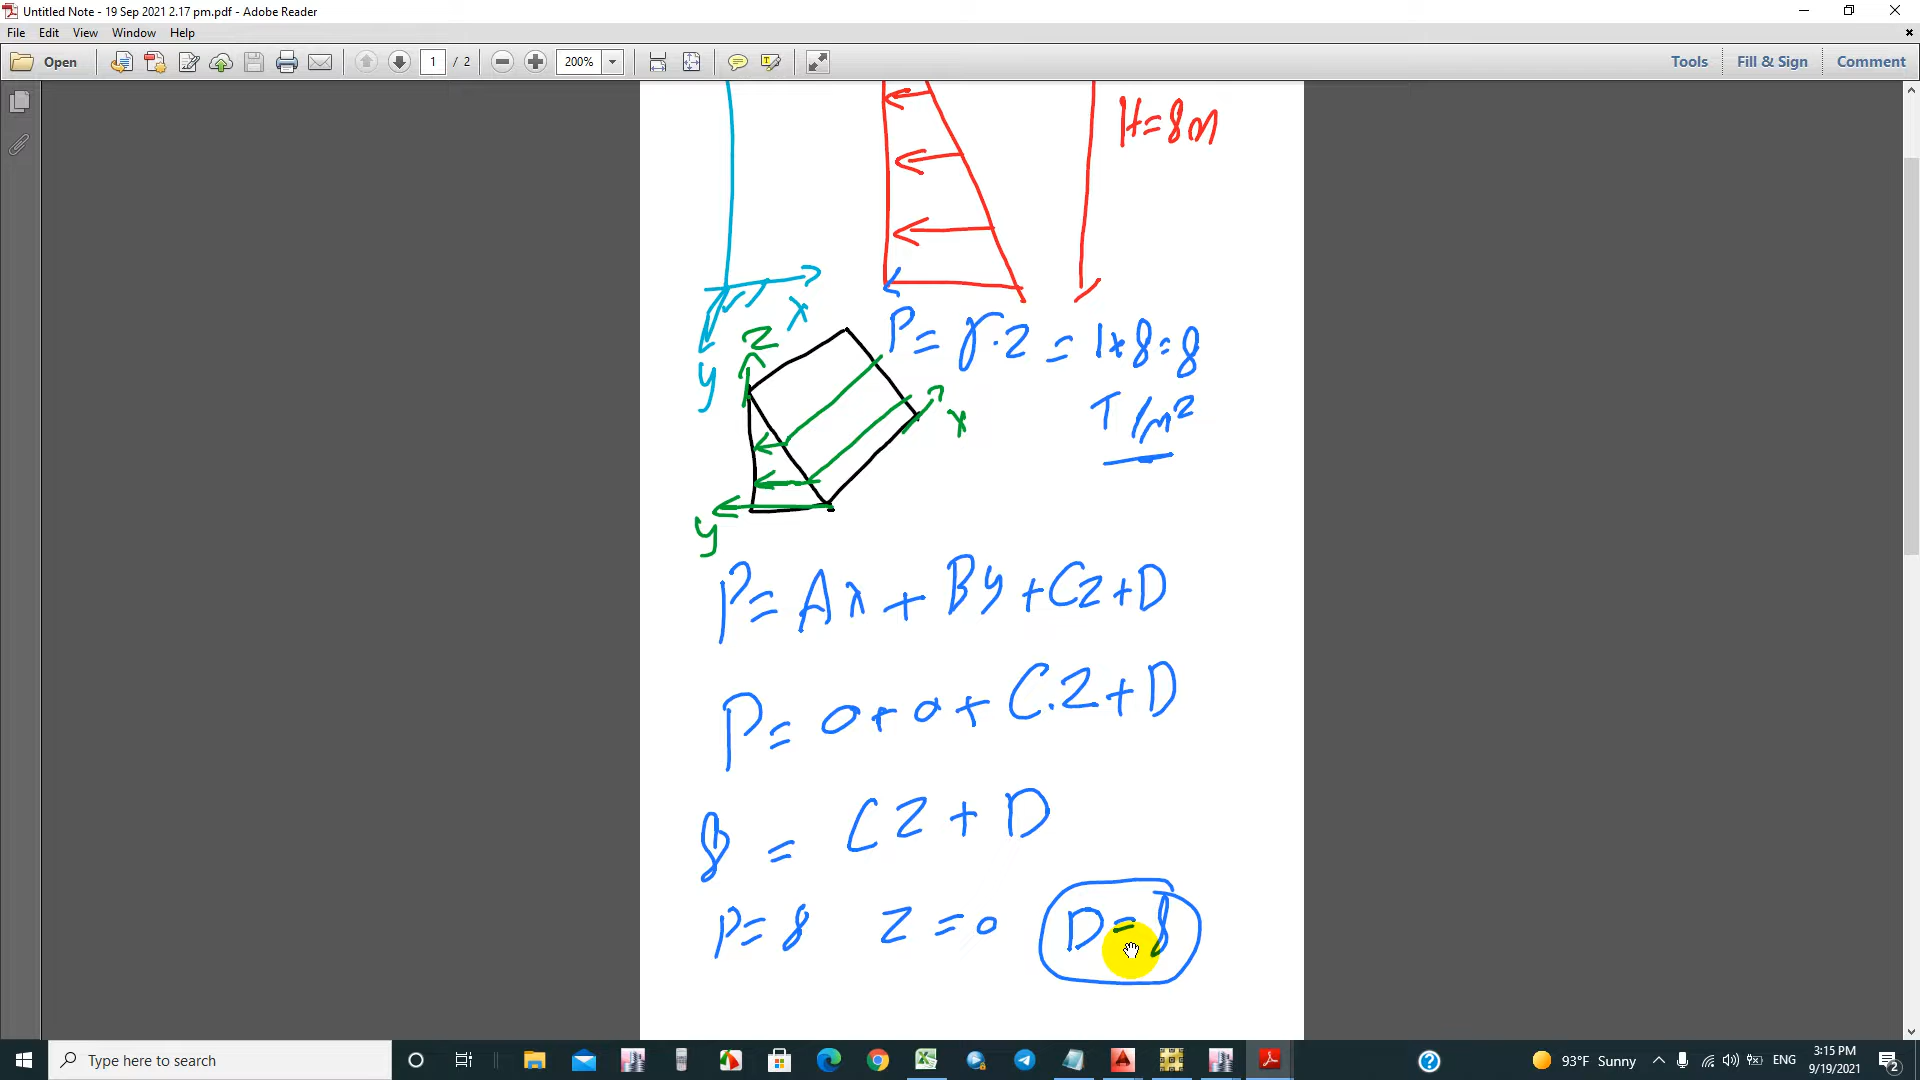 Untitled Note - 19 Sep 2021 2.17 pm.pdf - Adobe Reader
File Edit View Window Help
Open 1 / 2 200% Tools Fill & Sign Comment
H=8m
x
y
P= γ.z = 1*8=8
T/m²
z
x
y
P= Ax + By + Cz + D
P= 0 + 0 + C.z + D
8 = Cz + D
P= 8 z = 0 D= 8
Type here to search
93°F Sunny ENG 3:15 PM
9/19/2021
2